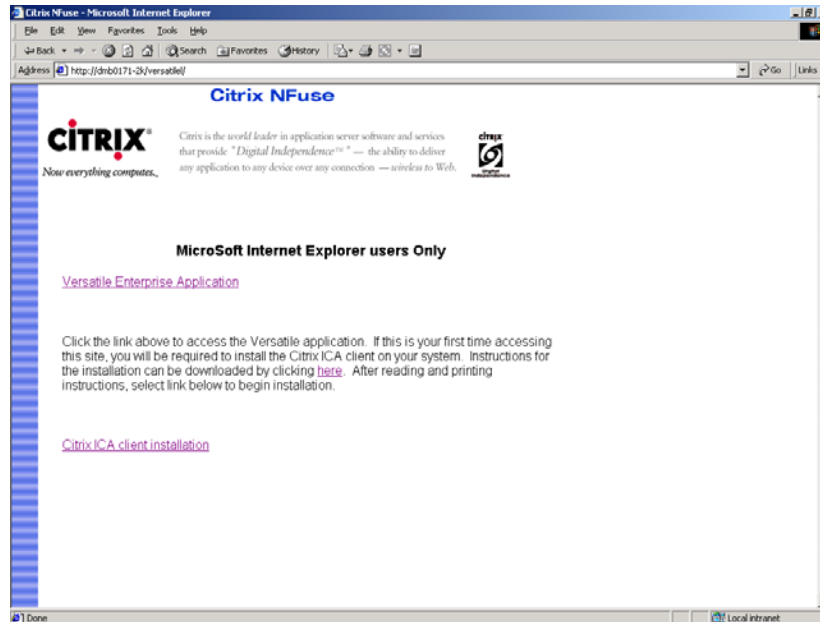 Citrix NFuse - Microsoft Internet Explorer
File Edit View Favorites Tools Help
Back Search Favorites History
Address http://dmb0171-2k/versatilel/ Go Links
Citrix NFuse
CITRIX®
Now everything computes.
Citrix is the world leader in application server software and services
that provide "Digital Independence™" — the ability to deliver
any application to any device over any connection — wireless to Web.
CITRIX
Digital
Independence
MicroSoft Internet Explorer users Only
Versatile Enterprise Application
Click the link above to access the Versatile application. If this is your first time accessing
this site, you will be required to install the Citrix ICA client on your system. Instructions for
the installation can be downloaded by clicking here. After reading and printing
instructions, select link below to begin installation.
Citrix ICA client installation
Done Local intranet